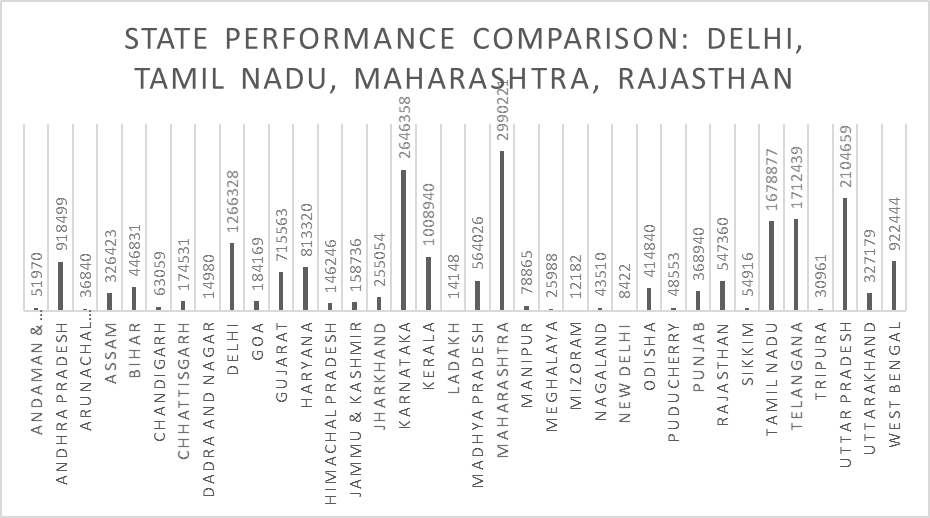 STATE PERFORMANCE COMPARISON: DELHI,
TAMIL NADU, MAHARASHTRA, RAJASTHAN
51970
918499
36840
326423
446831
63059
174531
14980
1266328
184169
715563
813320
146246
158736
255054
2646358
1008940
14148
564026
2990221
78865
25988
12182
43510
8422
414840
48553
368940
547360
54916
1678877
1712439
30961
2104659
327179
922444
ANDAMAN &...
ANDHRA PRADESH
ARUNACHAL...
ASSAM
BIHAR
CHANDIGARH
CHHATTISGARH
DADRA AND NAGAR
DELHI
GOA
GUJARAT
HARYANA
HIMACHAL PRADESH
JAMMU & KASHMIR
JHARKHAND
KARNATAKA
KERALA
LADAKH
MADHYA PRADESH
MAHARASHTRA
MANIPUR
MEGHALAYA
MIZORAM
NAGALAND
NEW DELHI
ODISHA
PUDUCHERRY
PUNJAB
RAJASTHAN
SIKKIM
TAMIL NADU
TELANGANA
TRIPURA
UTTAR PRADESH
UTTARAKHAND
WEST BENGAL